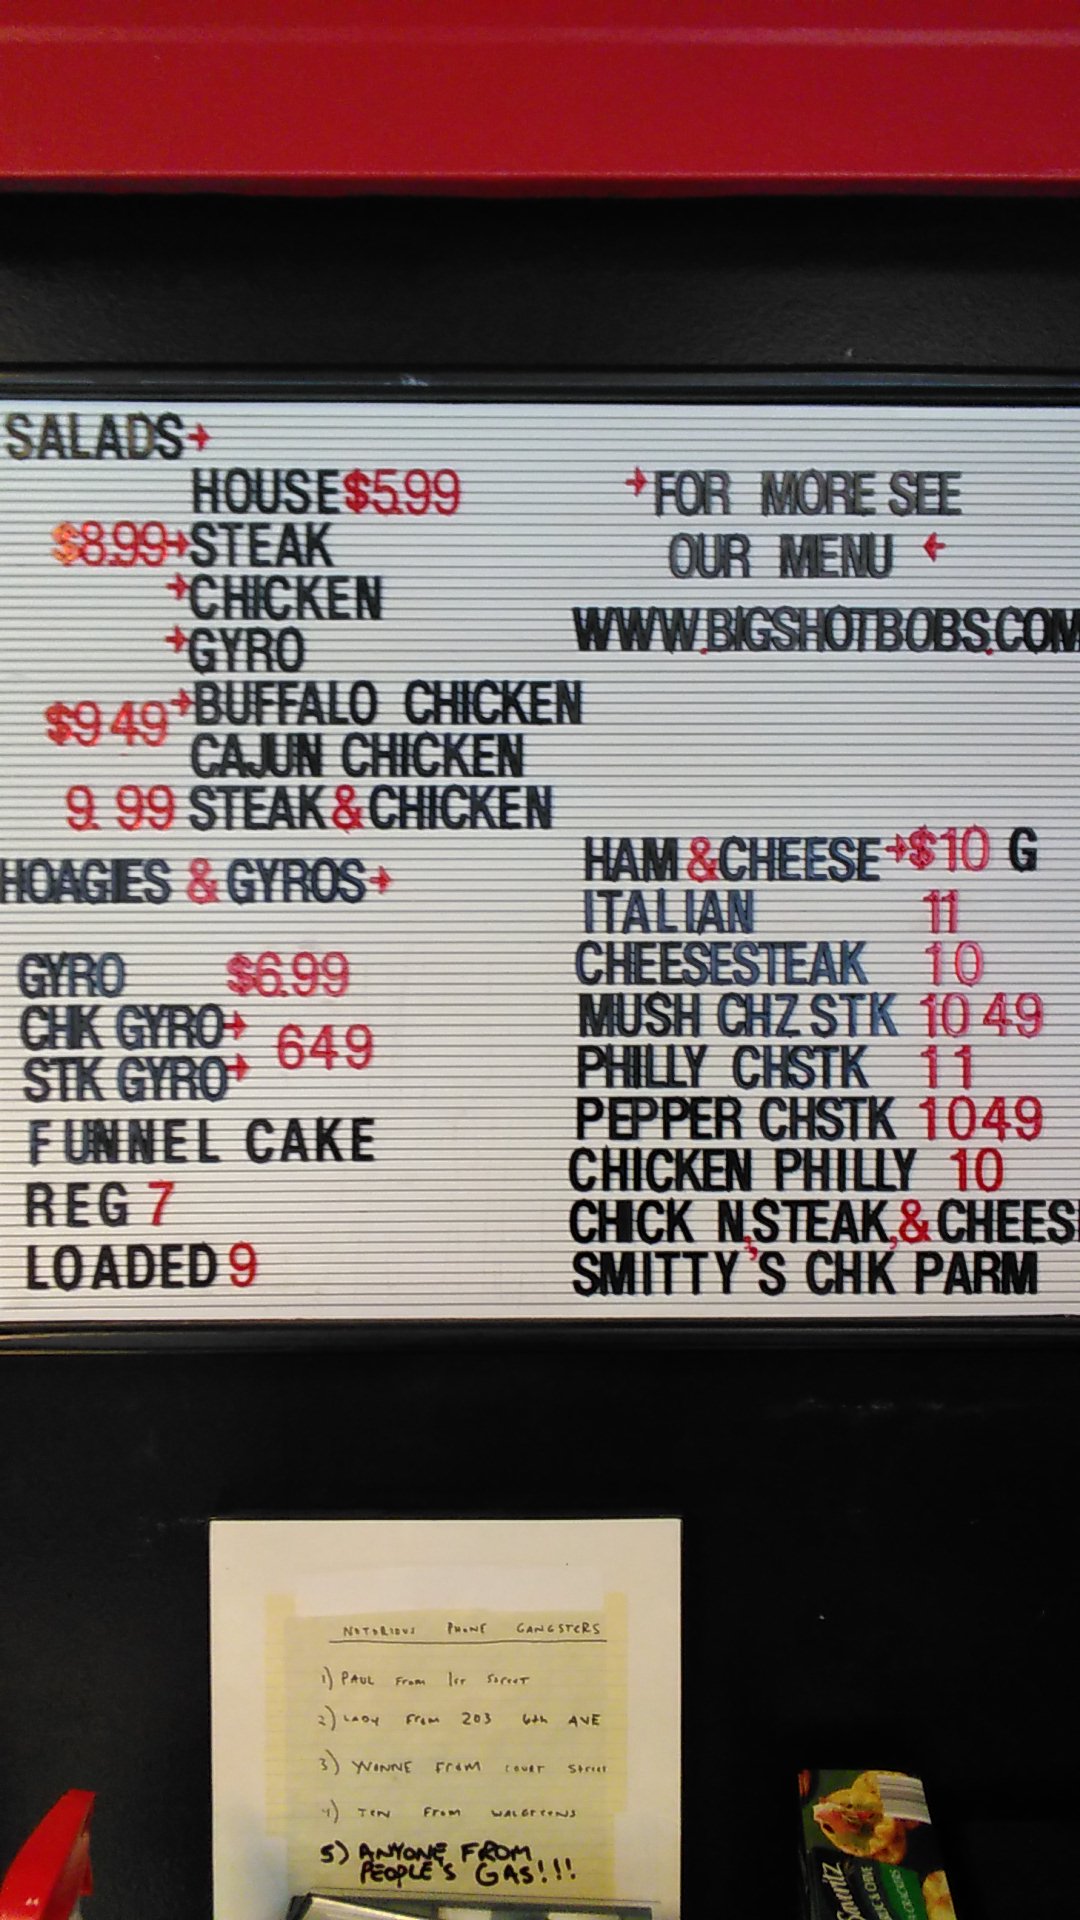 SALADS→
HOUSE $5.99
$8.99→STEAK
→CHICKEN
→GYRO
$9 49→BUFFALO CHICKEN
CAJUN CHICKEN
9.99 STEAK&CHICKEN
HOAGIES & GYROS→
GYRO $6.99
CHK GYRO→ 649
STK GYRO→
FUNNEL CAKE
REG 7
LOADED 9
→FOR MORE SEE
OUR MENU ←
WWW.BIGSHOTBOBS.COM
HAM &CHEESE→$10 G
ITALIAN 11
CHEESESTEAK 10
MUSH CHZ STK 10 49
PHILLY CHSTK 11
PEPPER CHSTK 1049
CHICKEN PHILLY 10
CHICK N,STEAK,&CHEES
SMITTY'S CHK PARM
NOTORIOUS PHONE GANGSTERS
1) PAUL From 1st Street
2) LADY From 203 6th AVE
3) YVONNE From COURT Street
4) From WALGREENS
5) ANYONE FROM
PEOPLE'S GAS!!!